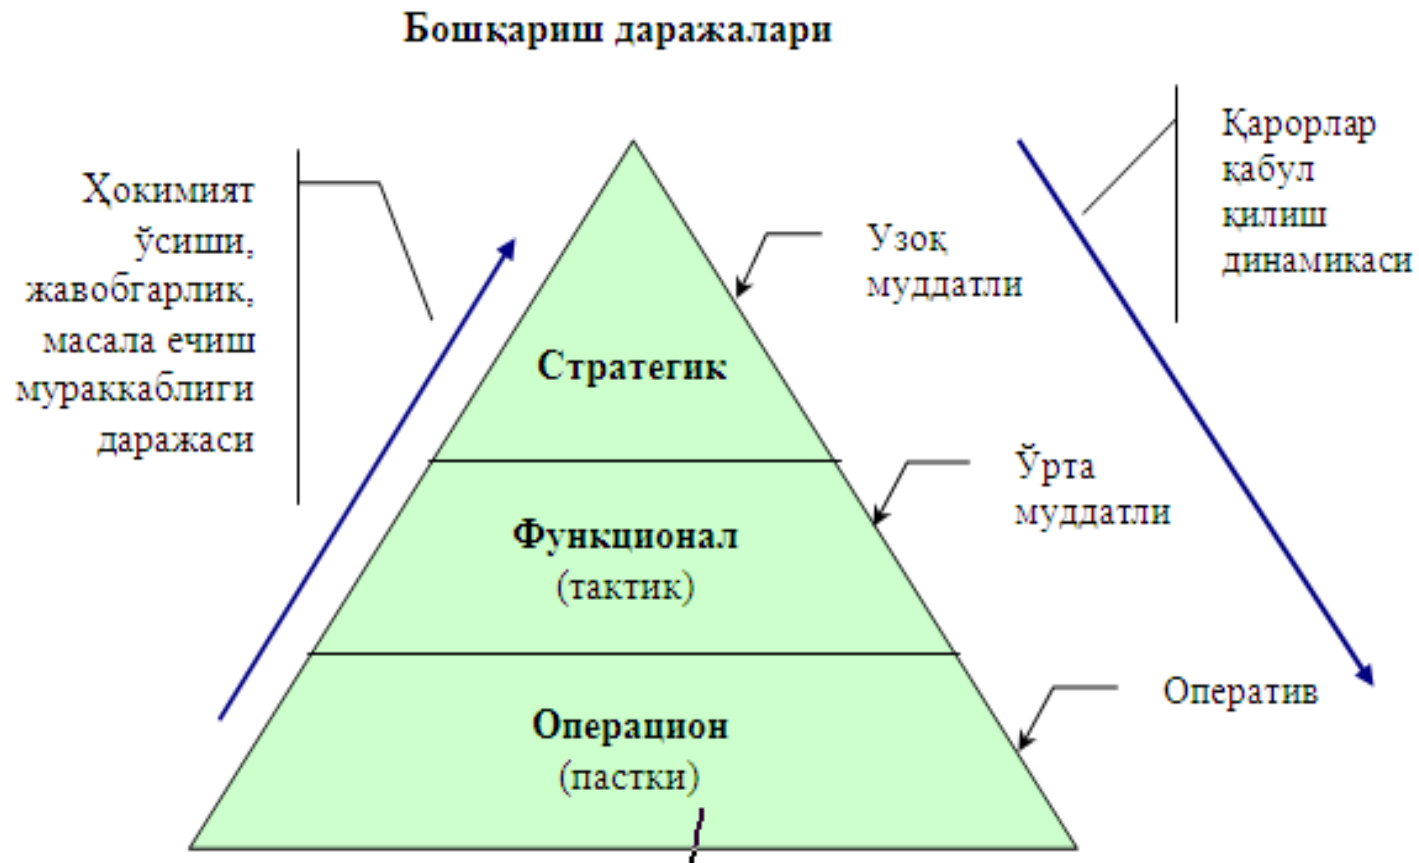 Бошқариш даражалари
Ҳокимият
ўсиши,
жавобгарлик,
масала ечиш
мураккаблиги
даражаси
Стратегик
Функционал
(тактик)
Операцион
(пастки)
Узоқ
муддатли
Ўрта
муддатли
Оператив
Қарорлар
қабул
қилиш
динамикаси